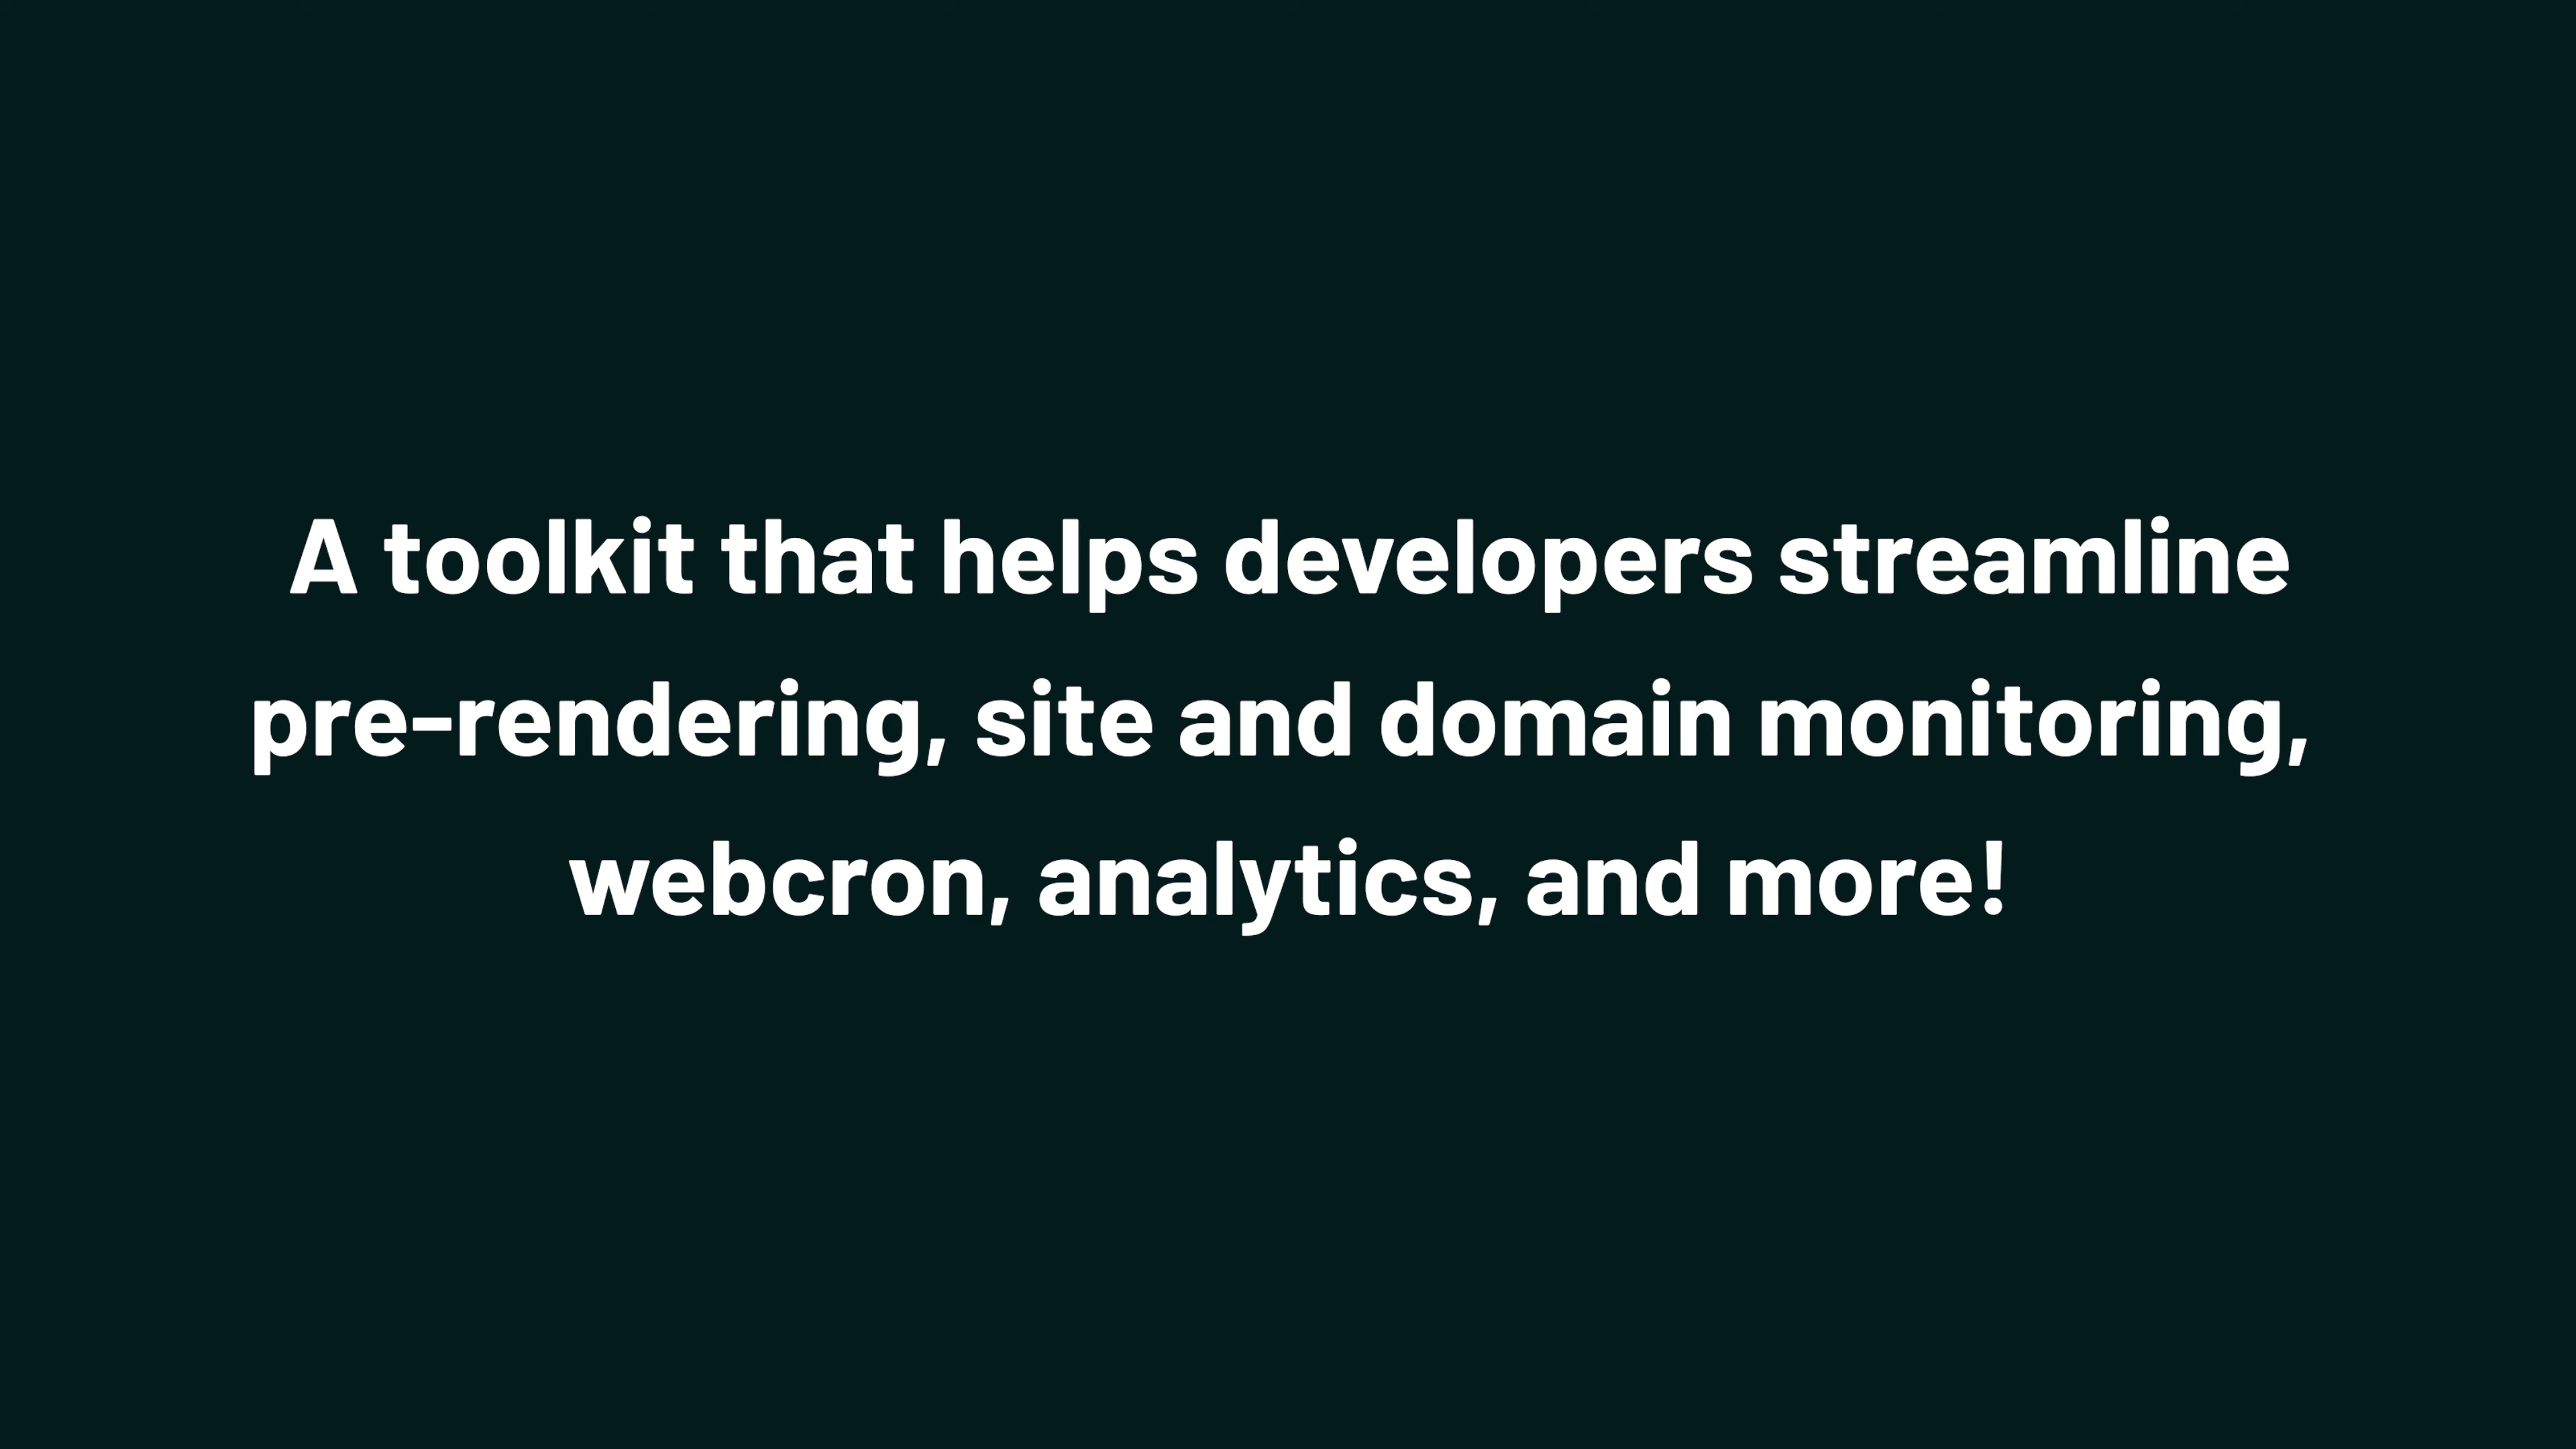 A toolkit that helps developers streamline
pre-rendering, site and domain monitoring,
webcron, analytics, and more!